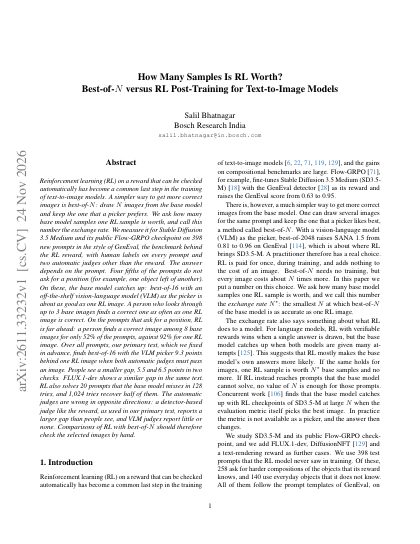 How Many Samples Is RL Worth?
Best-of-N versus RL Post-Training for Text-to-Image Models
Salil Bhatnagar
Bosch Research India
salil.bhatnagar@in.bosch.com
arXiv:2611.33232v1 [cs.CV] 24 Nov 2026
Abstract
Reinforcement learning (RL) on a reward that can be checked
automatically has become a common last step in the training
of text-to-image models. A simpler way to get more correct
images is best-of-N: draw N images from the base model
and keep the one that a picker prefers. We ask how many
base model samples one RL sample is worth, and call this
number the exchange rate. We measure it for Stable Diffusion
3.5 Medium and its public Flow-GRPO checkpoint on 398
new prompts in the style of GenEval, the benchmark behind
the RL reward, with human labels on every prompt and
two automatic judges other than the reward. The answer
depends on the prompt. Four fifths of the prompts do not
ask for a position (for example, one object left of another).
On these, the base model catches up: best-of-16 with an
off-the-shelf vision-language model (VLM) as the picker is
about as good as one RL image. A person who looks through
up to 3 base images finds a correct one as often as one RL
image is correct. On the prompts that ask for a position, RL
is far ahead: a person finds a correct image among 8 base
images for only 52% of the prompts, against 92% for one RL
image. Over all prompts, our primary test, which we fixed
in advance, finds best-of-16 with the VLM picker 9.3 points
behind one RL image when both automatic judges must pass
an image. People see a smaller gap, 5.5 and 6.5 points in two
checks. FLUX.1-dev shows a similar gap on the same test.
RL also solves 20 prompts that the base model misses in 128
tries, and 1,024 tries recover half of them. The automatic
judges are wrong in opposite directions: a detector-based
judge like the reward, as used in our primary test, reports a
larger gap than people see, and VLM judges report little or
none. Comparisons of RL with best-of-N should therefore
check the selected images by hand.
1. Introduction
Reinforcement learning (RL) on a reward that can be checked
automatically has become a common last step in the training
of text-to-image models [6, 22, 71, 119, 129], and the gains
on compositional benchmarks are large. Flow-GRPO [71],
for example, fine-tunes Stable Diffusion 3.5 Medium (SD3.5-
M) [18] with the GenEval detector [28] as its reward and
raises the GenEval score from 0.63 to 0.95.
There is, however, a much simpler way to get more correct
images from the base model. One can draw several images
for the same prompt and keep the one that a picker likes best,
a method called best-of-N. With a vision-language model
(VLM) as the picker, best-of-2048 raises SANA 1.5 from
0.81 to 0.96 on GenEval [114], which is about where RL
brings SD3.5-M. A practitioner therefore has a real choice.
RL is paid for once, during training, and adds nothing to
the cost of an image. Best-of-N needs no training, but
every image costs about N times more. In this paper we
put a number on this choice. We ask how many base model
samples one RL sample is worth, and we call this number
the exchange rate N*: the smallest N at which best-of-N
of the base model is as accurate as one RL image.
The exchange rate also says something about what RL
does to a model. For language models, RL with verifiable
rewards wins when a single answer is drawn, but the base
model catches up when both models are given many at-
tempts [125]. This suggests that RL mostly makes the base
model's own answers more likely. If the same holds for
images, one RL sample is worth N* base samples and no
more. If RL instead reaches prompts that the base model
cannot solve, no value of N is enough for those prompts.
Concurrent work [106] finds that the base model catches
up with RL checkpoints of SD3.5-M at large N when the
evaluation metric itself picks the best image. In practice
the metric is not available as a picker, and the answer then
changes.
We study SD3.5-M and its public Flow-GRPO check-
point, and we add FLUX.1-dev, DiffusionNFT [129] and
a text-rendering reward as further cases. We use 398 test
prompts that the RL model never saw in training. Of these,
258 ask for harder compositions of the objects that its reward
knows, and 140 use everyday objects that it does not know.
All of them follow the prompt templates of GenEval, on
1